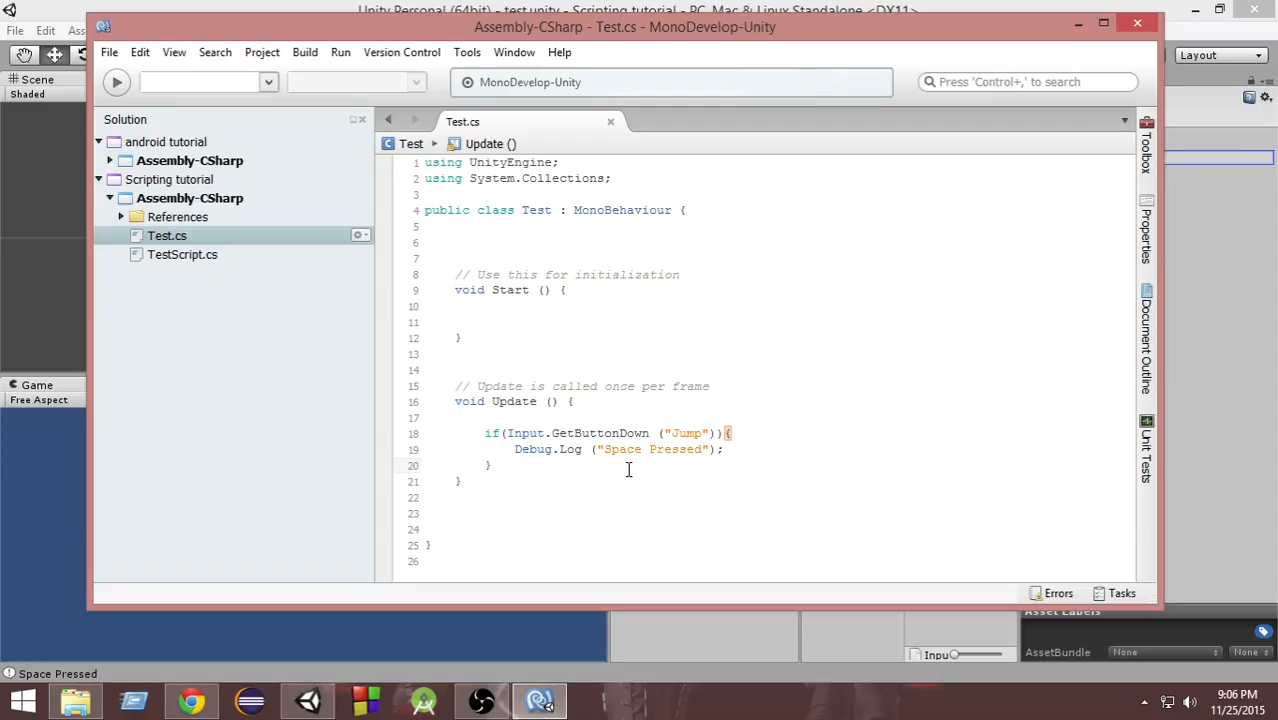 Unity Personal (64bit) - test.unity - Scripting tutorial - PC, Mac & Linux Standalone <DX11>
Assembly-CSharp - Test.cs - MonoDevelop-Unity
File Edit
File Edit View Search Project Build Run Version Control Tools Window Help
Layout
Scene
Shaded
MonoDevelop-Unity
Press 'Control+,' to search
Solution
Test.cs
android tutorial
Test Update ()
Assembly-CSharp
Scripting tutorial
Assembly-CSharp
References
Test.cs
TestScript.cs
1 using UnityEngine;
2 using System.Collections;
3
4 public class Test : MonoBehaviour {
5
6
7
8 // Use this for initialization
9 void Start () {
10
11
12 }
13
14
15 // Update is called once per frame
16 void Update () {
17
18 if(Input.GetButtonDown ("Jump")){
19 Debug.Log ("Space Pressed");
20 }
21 }
22
23
24
25 }
26
Toolbox
Properties
Document Outline
Unit Tests
Game
Free Aspect
Errors Tasks
Asset Labels
AssetBundle None None
Inpu
Space Pressed
9:06 PM
11/25/2015